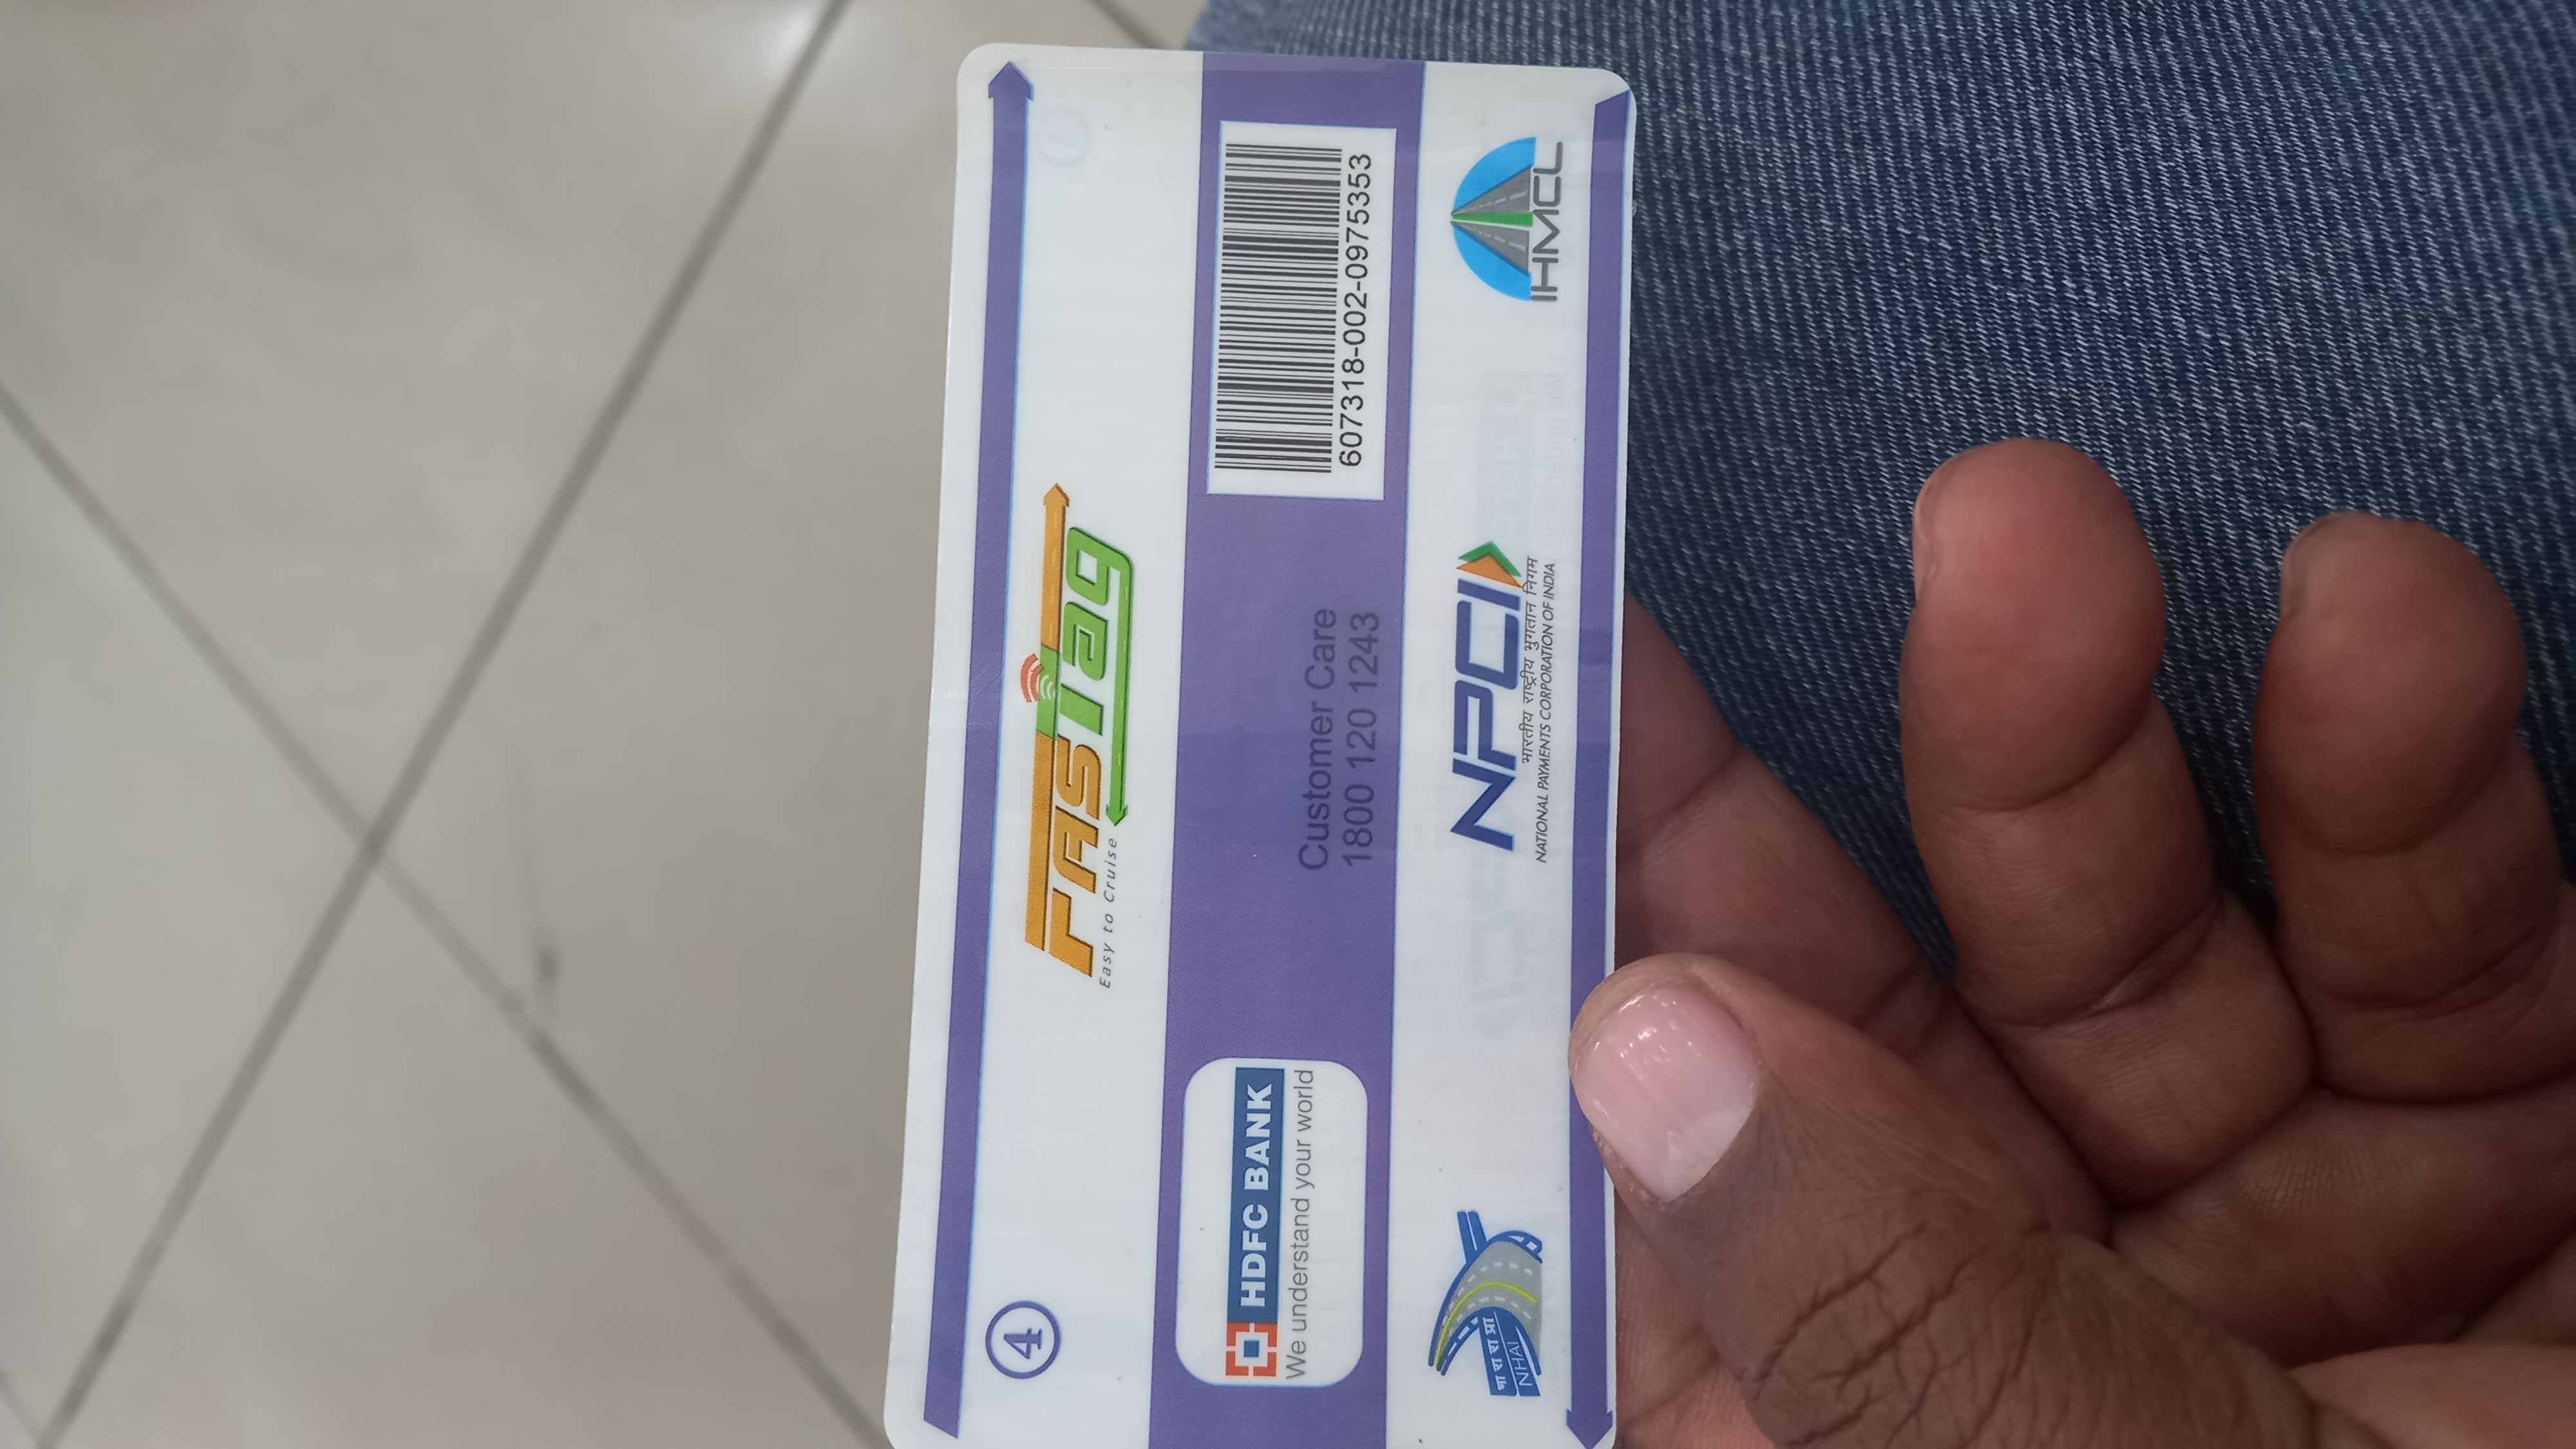 FASTag
Easy to Cruise
4
607318-002-0975353
Customer Care
1800 120 1243
HDFC BANK
We understand your world
IHMCL
NPCI
भारतीय राष्ट्रीय भुगतान निगम
NATIONAL PAYMENTS CORPORATION OF INDIA
भा रा रा प्रा
NHAI